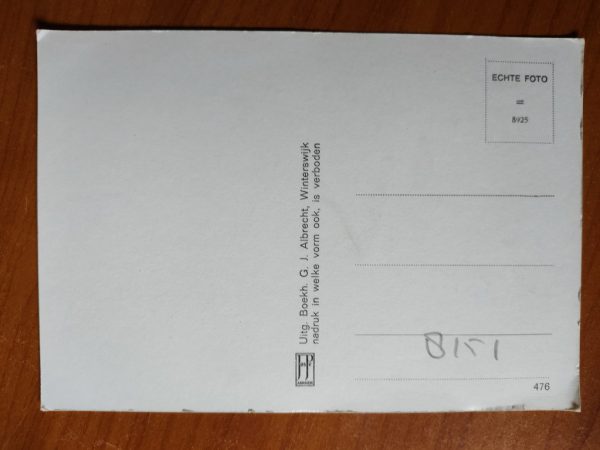 ECHTE FOTO
=
8925
Uitg. Boekh. G. J. Albrecht, Winterswijk
nadruk in welke vorm ook, is verboden
8151
476